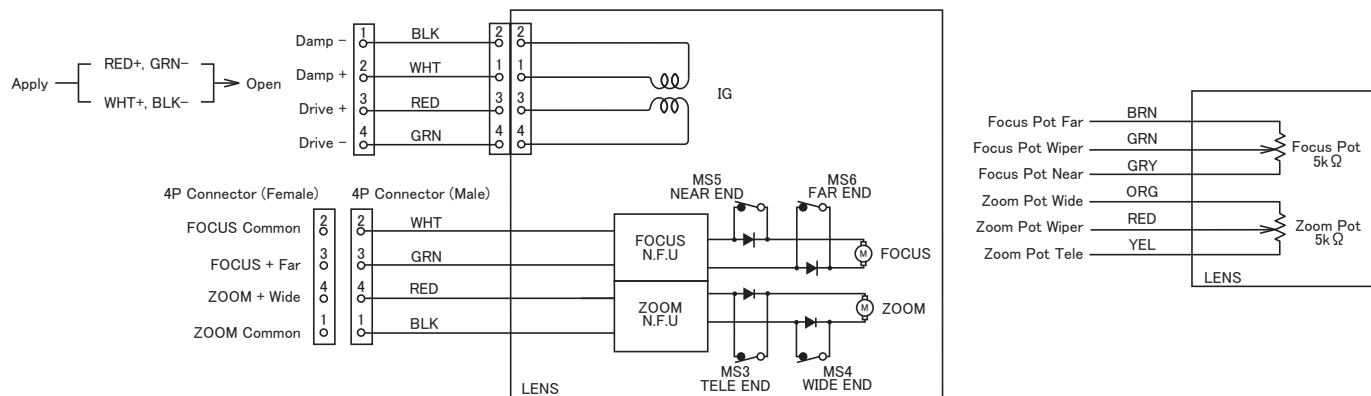 Apply
RED+, GRN−
WHT+, BLK−
Open
Damp − 1 BLK 2 2
Damp + 2 WHT 1 1
Drive + 3 RED 3 3
Drive − 4 GRN 4 4
IG
4P Connector (Female) 4P Connector (Male)
FOCUS Common 2 2 WHT
FOCUS + Far 3 3 GRN
ZOOM + Wide 4 4 RED
ZOOM Common 1 1 BLK
FOCUS
N.F.U
ZOOM
N.F.U
MS5
NEAR END
MS6
FAR END
M FOCUS
M ZOOM
MS3
TELE END
MS4
WIDE END
LENS
Focus Pot Far BRN
Focus Pot Wiper GRN
Focus Pot Near GRY
Zoom Pot Wide ORG
Zoom Pot Wiper RED
Zoom Pot Tele YEL
Focus Pot
5kΩ
Zoom Pot
5kΩ
LENS